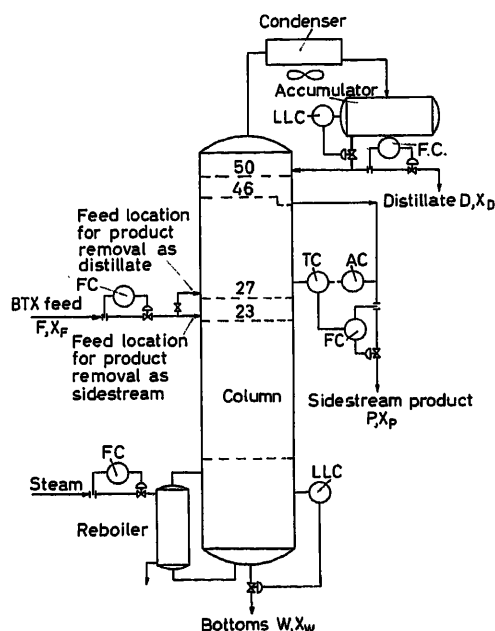 Condenser
Accumulator
LLC
F.C.
Distillate D,X_D
50
46
Feed location
for product
removal as
distillate
TC
AC
FC
BTX feed
F,X_F
27
23
FC
Feed location
for product
removal as
sidestream
Column
Sidestream product
P,X_P
FC
Steam
LLC
Reboiler
Bottoms W,X_W